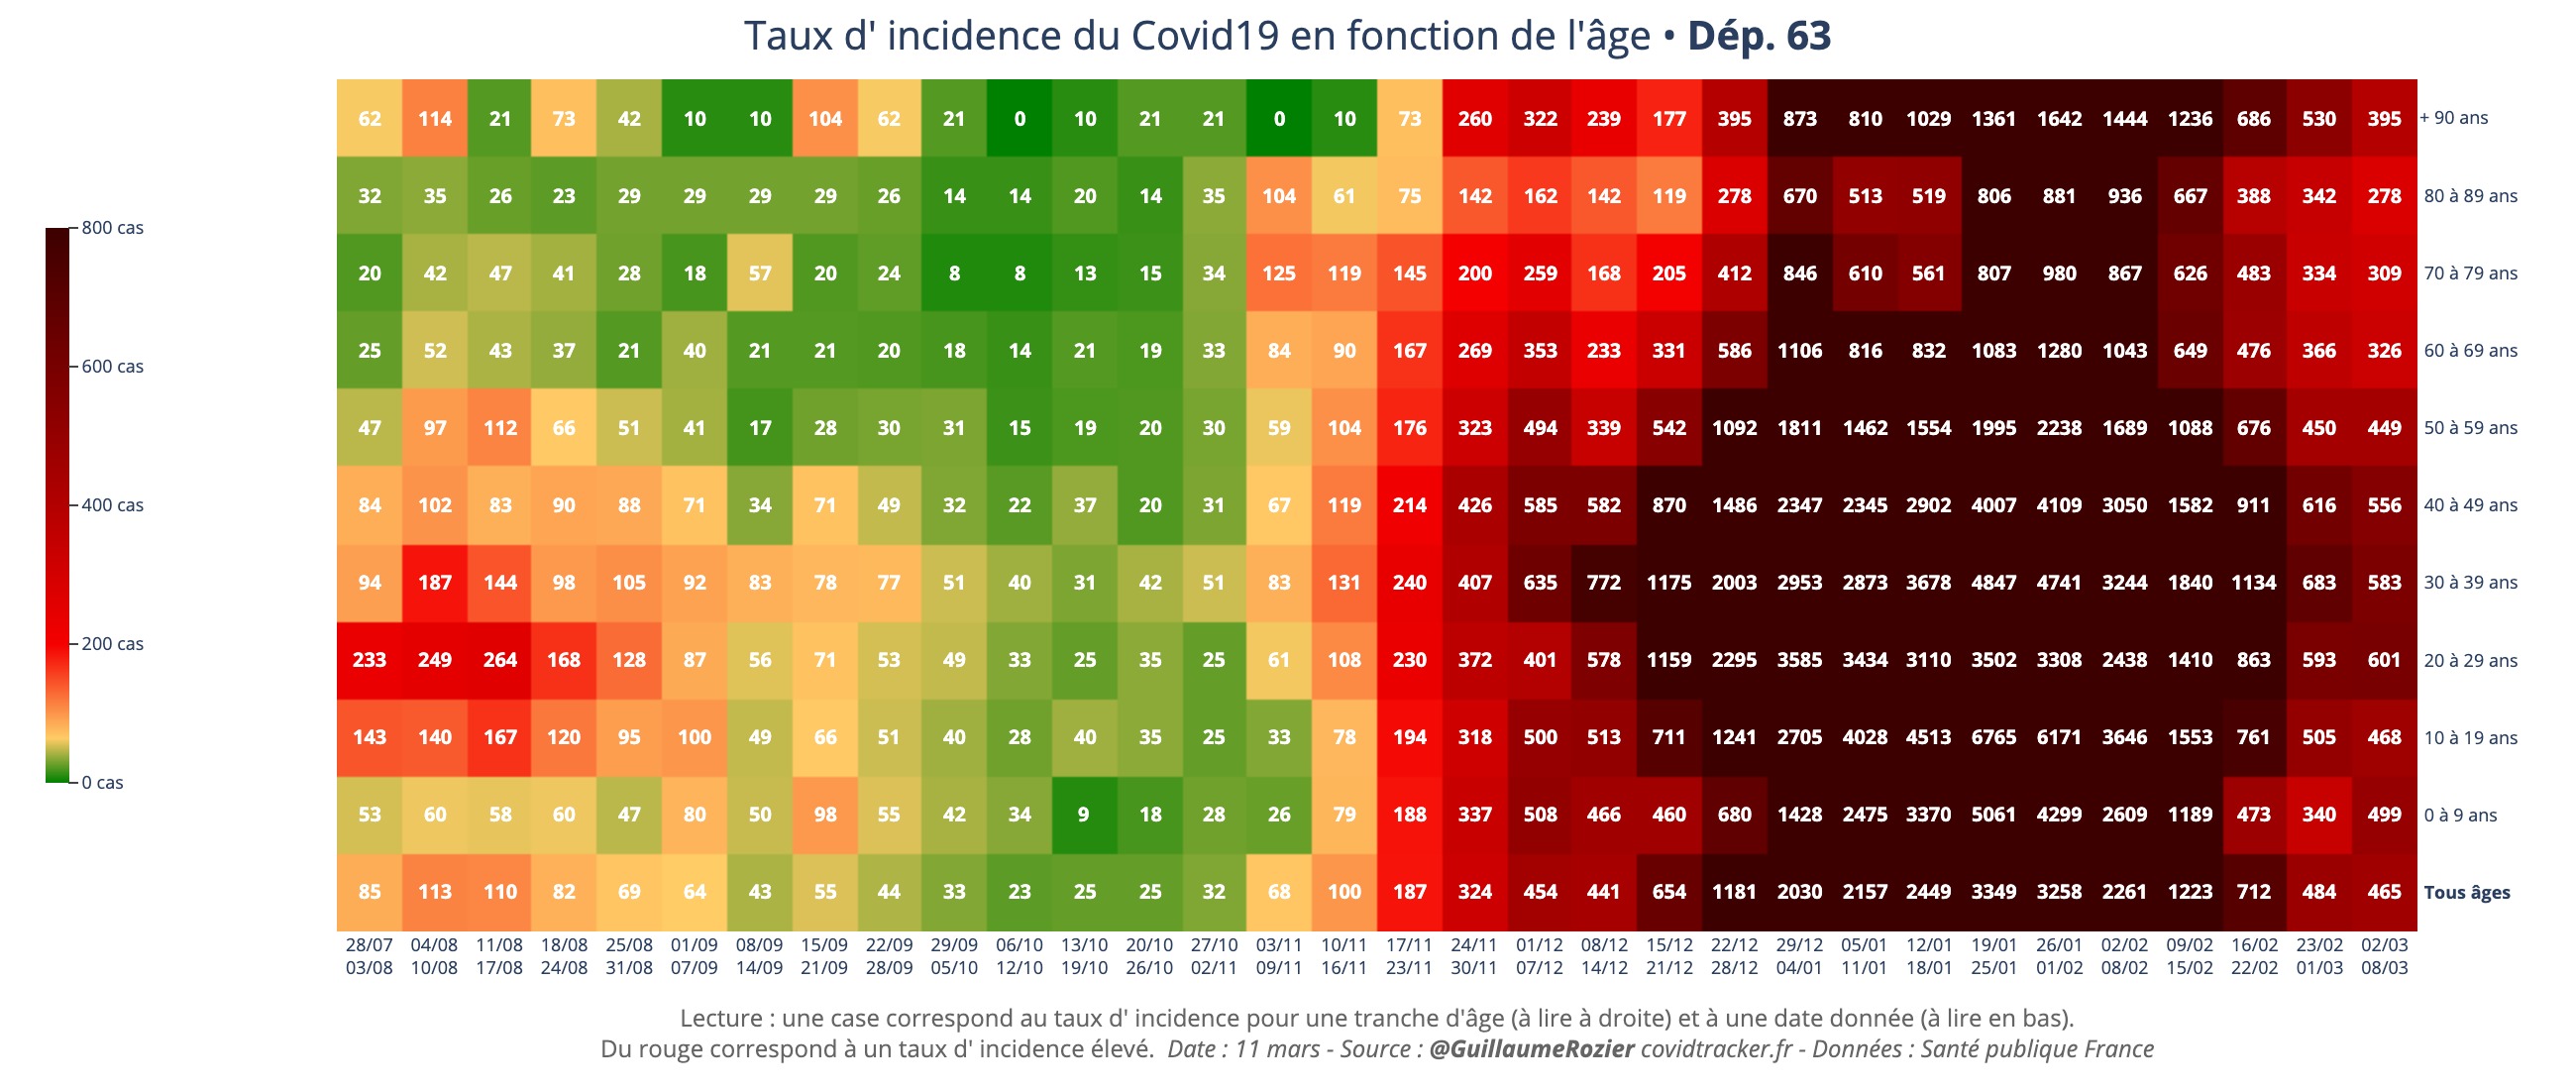 Taux d' incidence du Covid19 en fonction de l'âge • Dép. 63
800 cas
600 cas
400 cas
200 cas
0 cas
62 114 21 73 42 10 10 104 62 21 0 10 21 21 0 10 73 260 322 239 177 395 873 810 1029 1361 1642 1444 1236 686 530 395 + 90 ans
32 35 26 23 29 29 29 29 26 14 14 20 14 35 104 61 75 142 162 142 119 278 670 513 519 806 881 936 667 388 342 278 80 à 89 ans
20 42 47 41 28 18 57 20 24 8 8 13 15 34 125 119 145 200 259 168 205 412 846 610 561 807 980 867 626 483 334 309 70 à 79 ans
25 52 43 37 21 40 21 21 20 18 14 21 19 33 84 90 167 269 353 233 331 586 1106 816 832 1083 1280 1043 649 476 366 326 60 à 69 ans
47 97 112 66 51 41 17 28 30 31 15 19 20 30 59 104 176 323 494 339 542 1092 1811 1462 1554 1995 2238 1689 1088 676 450 449 50 à 59 ans
84 102 83 90 88 71 34 71 49 32 22 37 20 31 67 119 214 426 585 582 870 1486 2347 2345 2902 4007 4109 3050 1582 911 616 556 40 à 49 ans
94 187 144 98 105 92 83 78 77 51 40 31 42 51 83 131 240 407 635 772 1175 2003 2953 2873 3678 4847 4741 3244 1840 1134 683 583 30 à 39 ans
233 249 264 168 128 87 56 71 53 49 33 25 35 25 61 108 230 372 401 578 1159 2295 3585 3434 3110 3502 3308 2438 1410 863 593 601 20 à 29 ans
143 140 167 120 95 100 49 66 51 40 28 40 35 25 33 78 194 318 500 513 711 1241 2705 4028 4513 6765 6171 3646 1553 761 505 468 10 à 19 ans
53 60 58 60 47 80 50 98 55 42 34 9 18 28 26 79 188 337 508 466 460 680 1428 2475 3370 5061 4299 2609 1189 473 340 499 0 à 9 ans
85 113 110 82 69 64 43 55 44 33 23 25 25 32 68 100 187 324 454 441 654 1181 2030 2157 2449 3349 3258 2261 1223 712 484 465 Tous âges
28/07 04/08 11/08 18/08 25/08 01/09 08/09 15/09 22/09 29/09 06/10 13/10 20/10 27/10 03/11 10/11 17/11 24/11 01/12 08/12 15/12 22/12 29/12 05/01 12/01 19/01 26/01 02/02 09/02 16/02 23/02 02/03
03/08 10/08 17/08 24/08 31/08 07/09 14/09 21/09 28/09 05/10 12/10 19/10 26/10 02/11 09/11 16/11 23/11 30/11 07/12 14/12 21/12 28/12 04/01 11/01 18/01 25/01 01/02 08/02 15/02 22/02 01/03 08/03
Lecture : une case correspond au taux d' incidence pour une tranche d'âge (à lire à droite) et à une date donnée (à lire en bas).
Du rouge correspond à un taux d' incidence élevé. Date : 11 mars - Source : @GuillaumeRozier covidtracker.fr - Données : Santé publique France